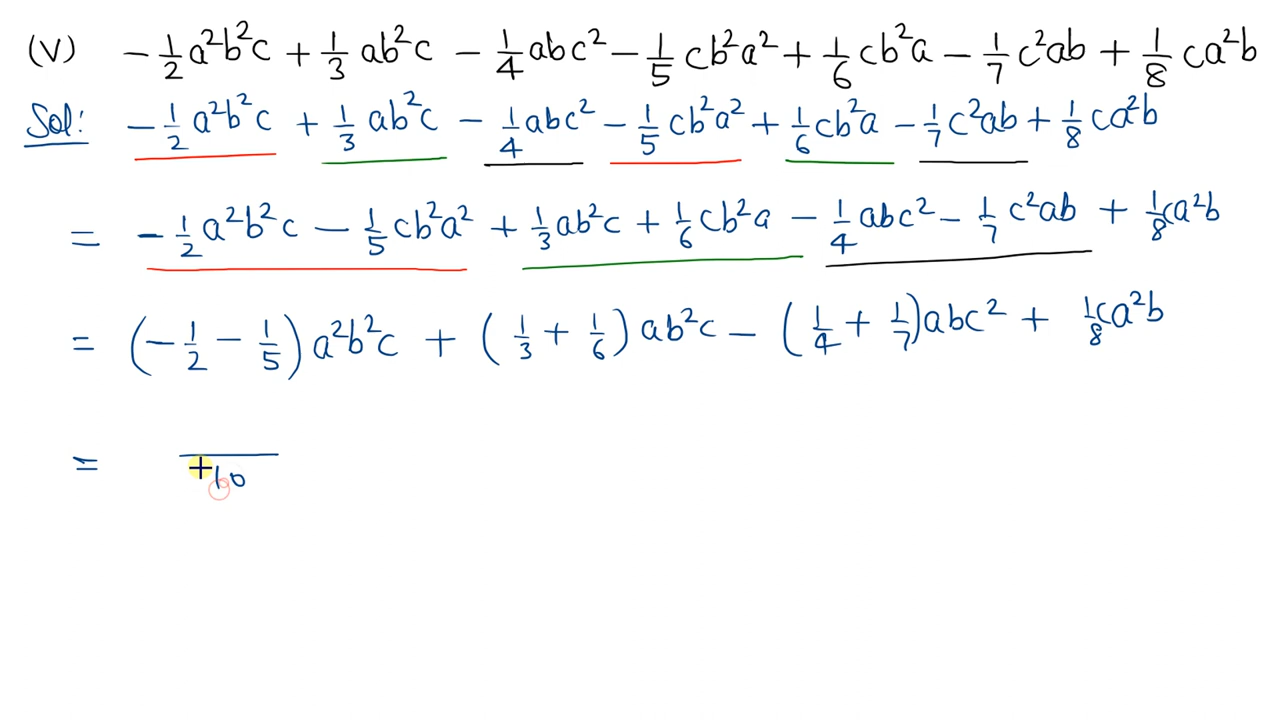 (V) -1/2 a²b²c + 1/3 ab²c - 1/4 abc² - 1/5 cb²a² + 1/6 cb²a - 1/7 c²ab + 1/8 ca²b
Sol: -1/2 a²b²c + 1/3 ab²c - 1/4 abc² - 1/5 cb²a² + 1/6 cb²a - 1/7 c²ab + 1/8 ca²b
= -1/2 a²b²c - 1/5 cb²a² + 1/3 ab²c + 1/6 cb²a - 1/4 abc² - 1/7 c²ab + 1/8 ca²b
= (-1/2 - 1/5) a²b²c + (1/3 + 1/6) ab²c - (1/4 + 1/7) abc² + 1/8 ca²b
= /10